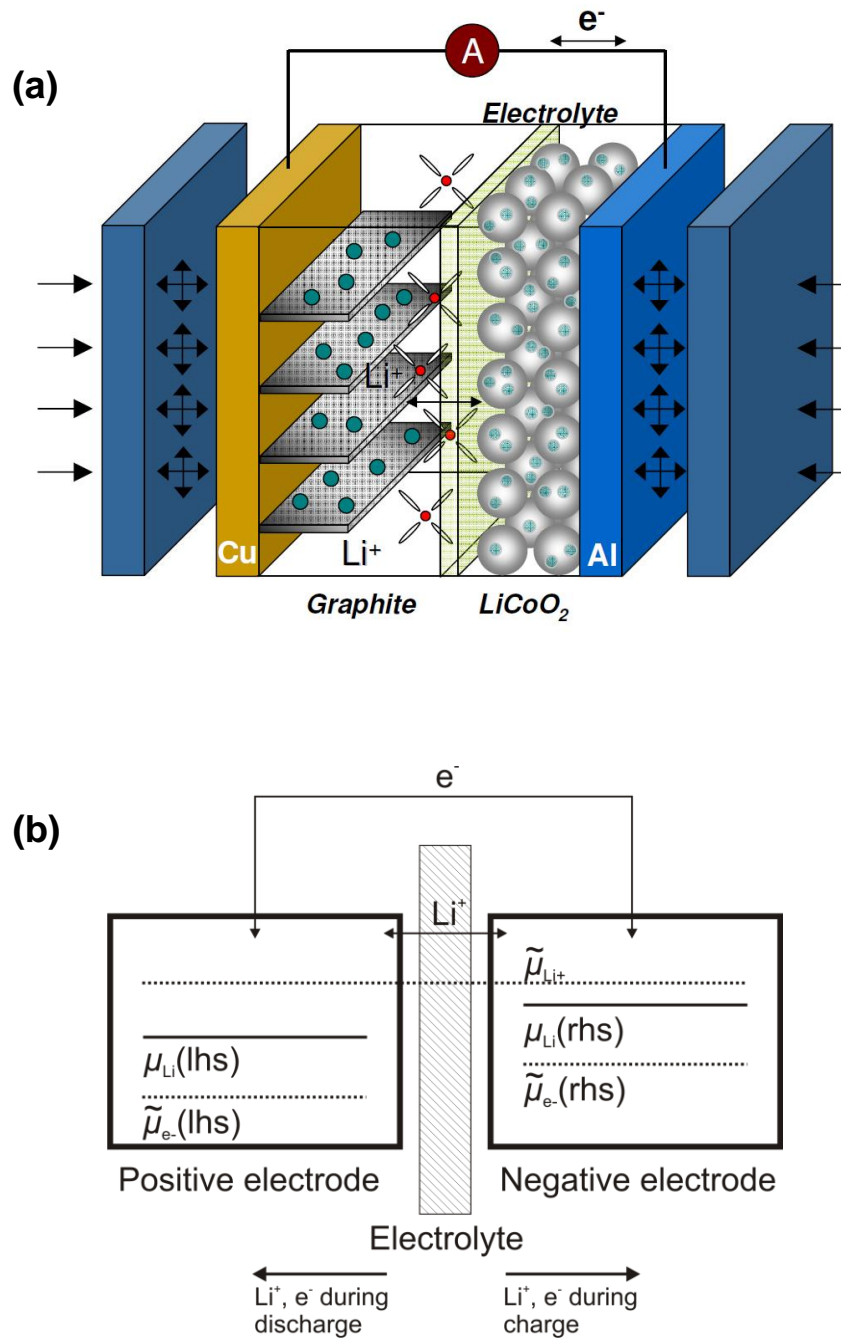 (a)
e⁻
A
Electrolyte
Li⁺
Cu
Li⁺
Al
Graphite
LiCoO₂
(b)
e⁻
Li⁺
μ̃Li+
μLi(lhs)
μLi(rhs)
μ̃e-(lhs)
μ̃e-(rhs)
Positive electrode
Negative electrode
Electrolyte
Li⁺, e⁻ during
discharge
Li⁺, e⁻ during
charge